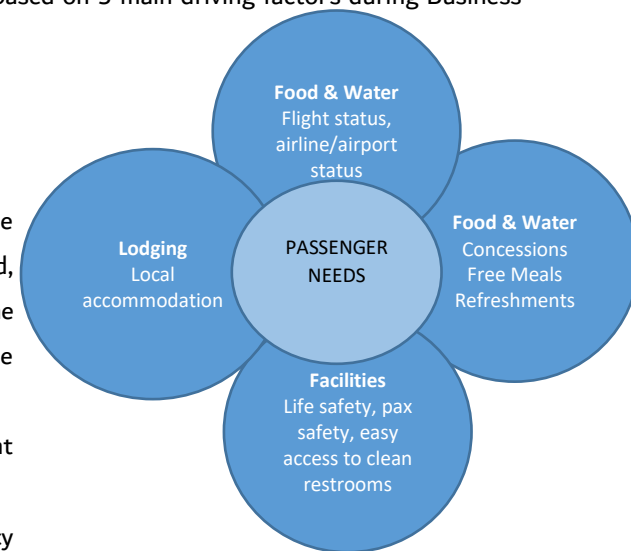 based on 5 main driving factors during Business
Food & Water
Flight status,
airline/airport
status
Food & Water
Concessions
Free Meals
Refreshments
Lodging
Local
accommodation
PASSENGER
NEEDS
Facilities
Life safety, pax
safety, easy
access to clean
restrooms